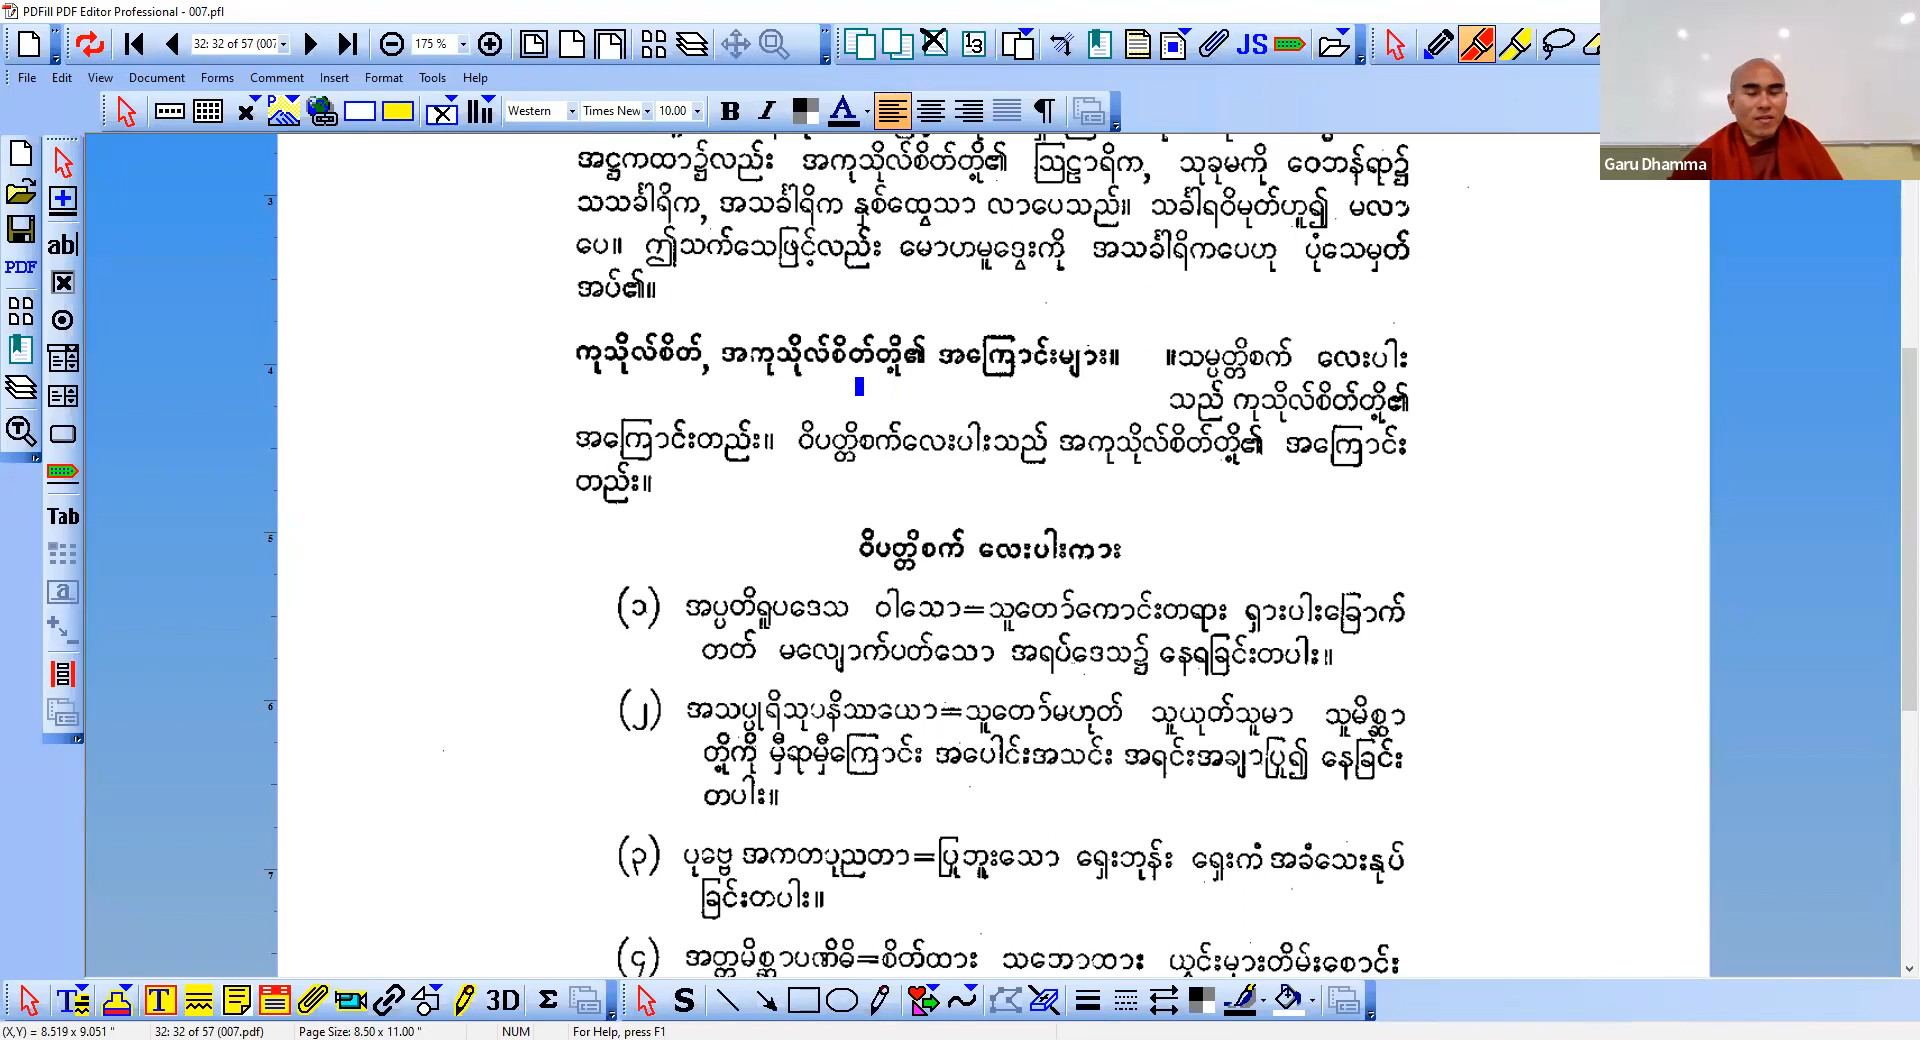 PDFill PDF Editor Professional - 007.pfl
32: 32 of 57 (007
175 %
JS
File Edit View Document Forms Comment Insert Format Tools Help
Western Times New 10.00 B I A
ab|
PDF
Tab
Garu Dhamma
အဋ္ဌကထာ၌လည်း အကုသိုလ်စိတ်တို့၏ ဩဠာရိက, သုခုမကို ဝေဘန်ရာ၌
သသင်္ခါရိက, အသင်္ခါရိက နှစ်ထွေသာ လာပေသည်။ သင်္ခါရဝိမုတ်ဟူ၍ မလာ
ပေ။ ဤသက်သေဖြင့်လည်း မောဟမူဒွေးကို အသင်္ခါရိကပေဟု ပုံသေမှတ်
အပ်၏။
ကုသိုလ်စိတ်, အကုသိုလ်စိတ်တို့၏ အကြောင်းများ။ ။သမ္ပတ္တိစက် လေးပါး
သည် ကုသိုလ်စိတ်တို့၏
အကြောင်းတည်း။ ဝိပတ္တိစက်လေးပါးသည် အကုသိုလ်စိတ်တို့၏ အကြောင်း
တည်း။
ဝိပတ္တိစက် လေးပါးကား
(၁) အပ္ပတိရူပဒေသ ဝါသော=သူတော်ကောင်းတရား ရှားပါးခြောက်
တတ် မလျောက်ပတ်သော အရပ်ဒေသ၌ နေရခြင်းတပါး။
(၂) အသပ္ပုရိသုပနိဿယော=သူတော်မဟုတ် သူယုတ်သူမာ သူမိစ္ဆာ
တို့ကို မှီရာမှီကြောင်း အပေါင်းအသင်း အရင်းအချာပြု၍ နေခြင်း
တပါး။
(၃) ပုဗ္ဗေ အကတပုညတာ=ပြုဘူးသော ရှေးဘုန်း ရှေးကံ အခံသေးနုပ်
ခြင်းတပါး။
(၄) အတ္တမိစ္ဆာပဏိဓိ=စိတ်ထား သဘောထား ယွင်းမှားတိမ်းစောင်း
3D Σ S
(X,Y) = 8.519 x 9.051 " 32: 32 of 57 (007.pdf) Page Size: 8.50 x 11.00 " NUM For Help, press F1